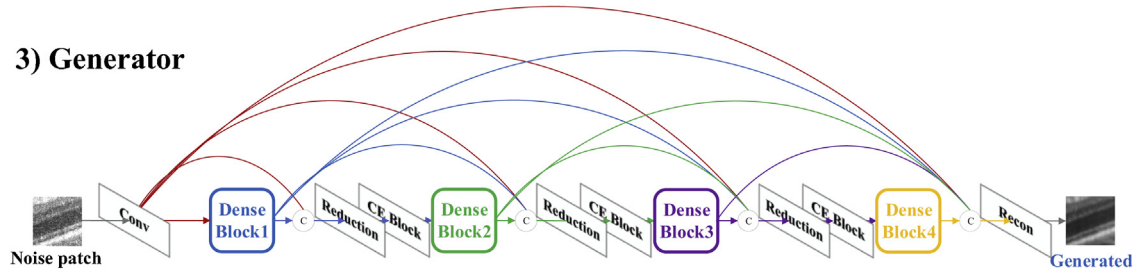 3) Generator
Noise patch
Conv
Dense
Block1
C
Reduction
CE Block
Dense
Block2
C
Reduction
CE Block
Dense
Block3
C
Reduction
CE Block
Dense
Block4
C
Recon
Generated